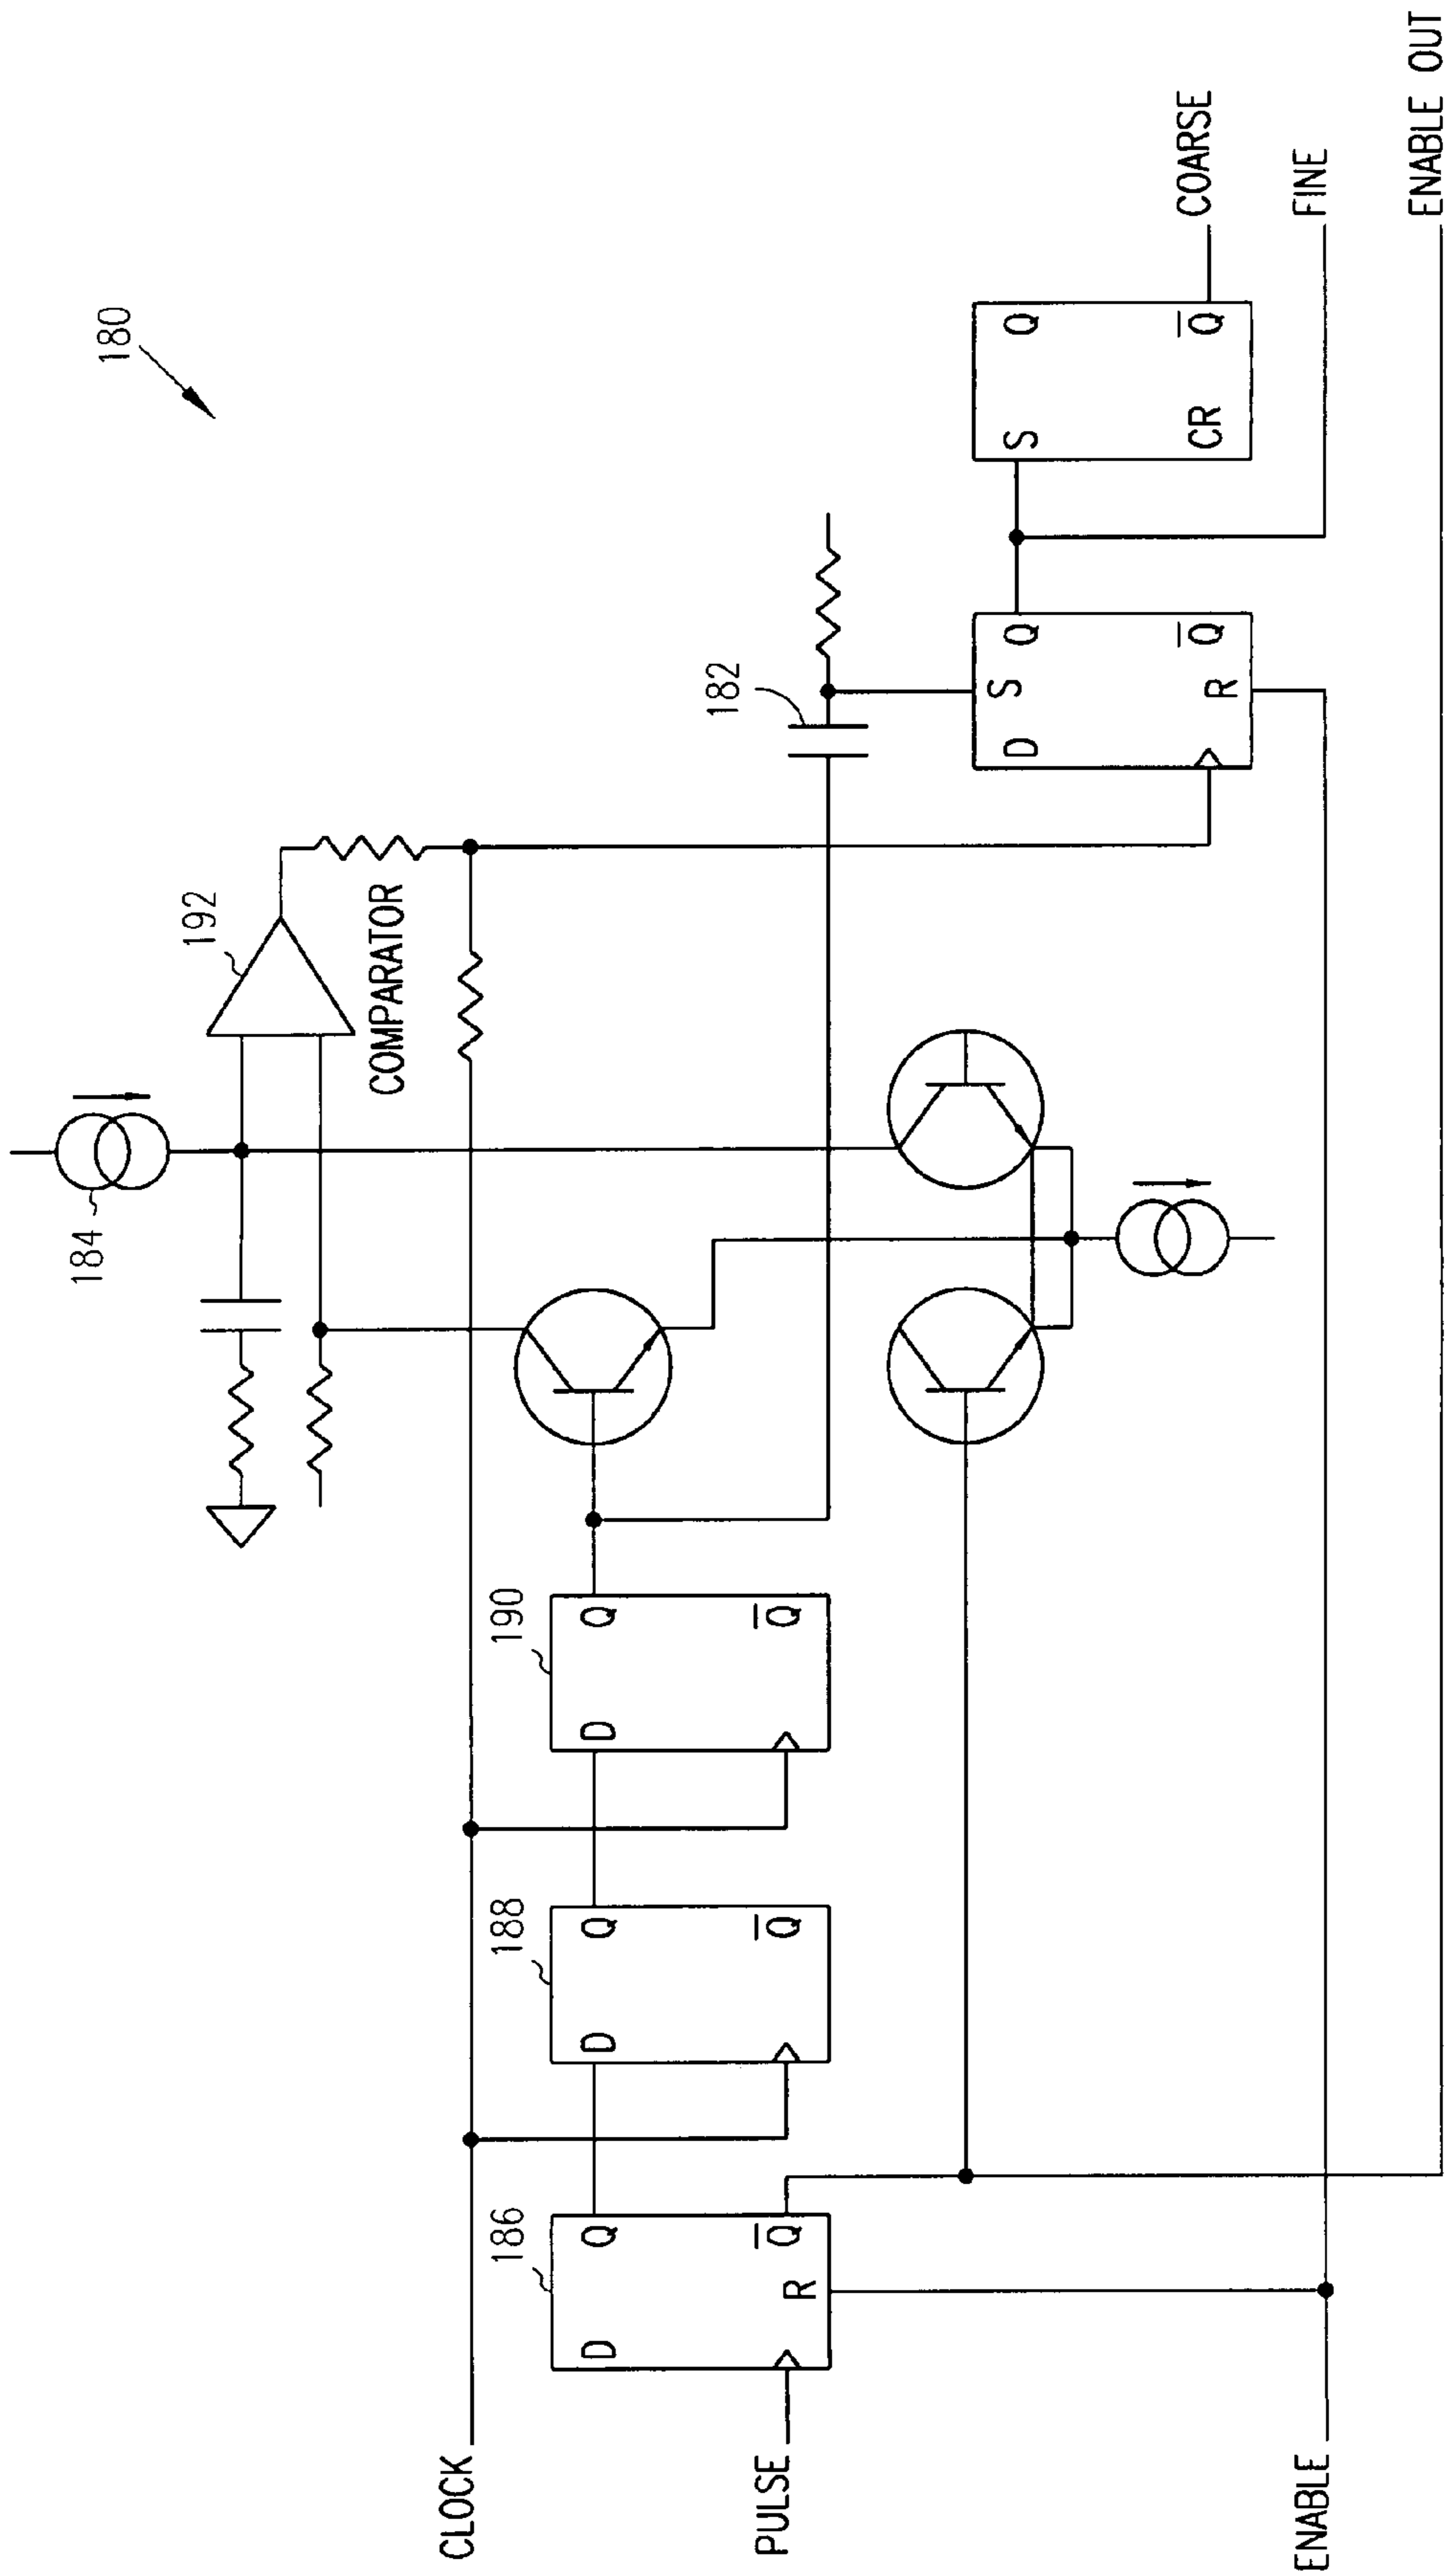 180
184
192
COMPARATOR
CLOCK
186
D
Q
Q̅
R
188
D
Q
Q̅
190
D
Q
Q̅
PULSE
182
D
S
Q
Q̅
R
S
Q
CR
Q̅
COARSE
FINE
ENABLE
ENABLE OUT